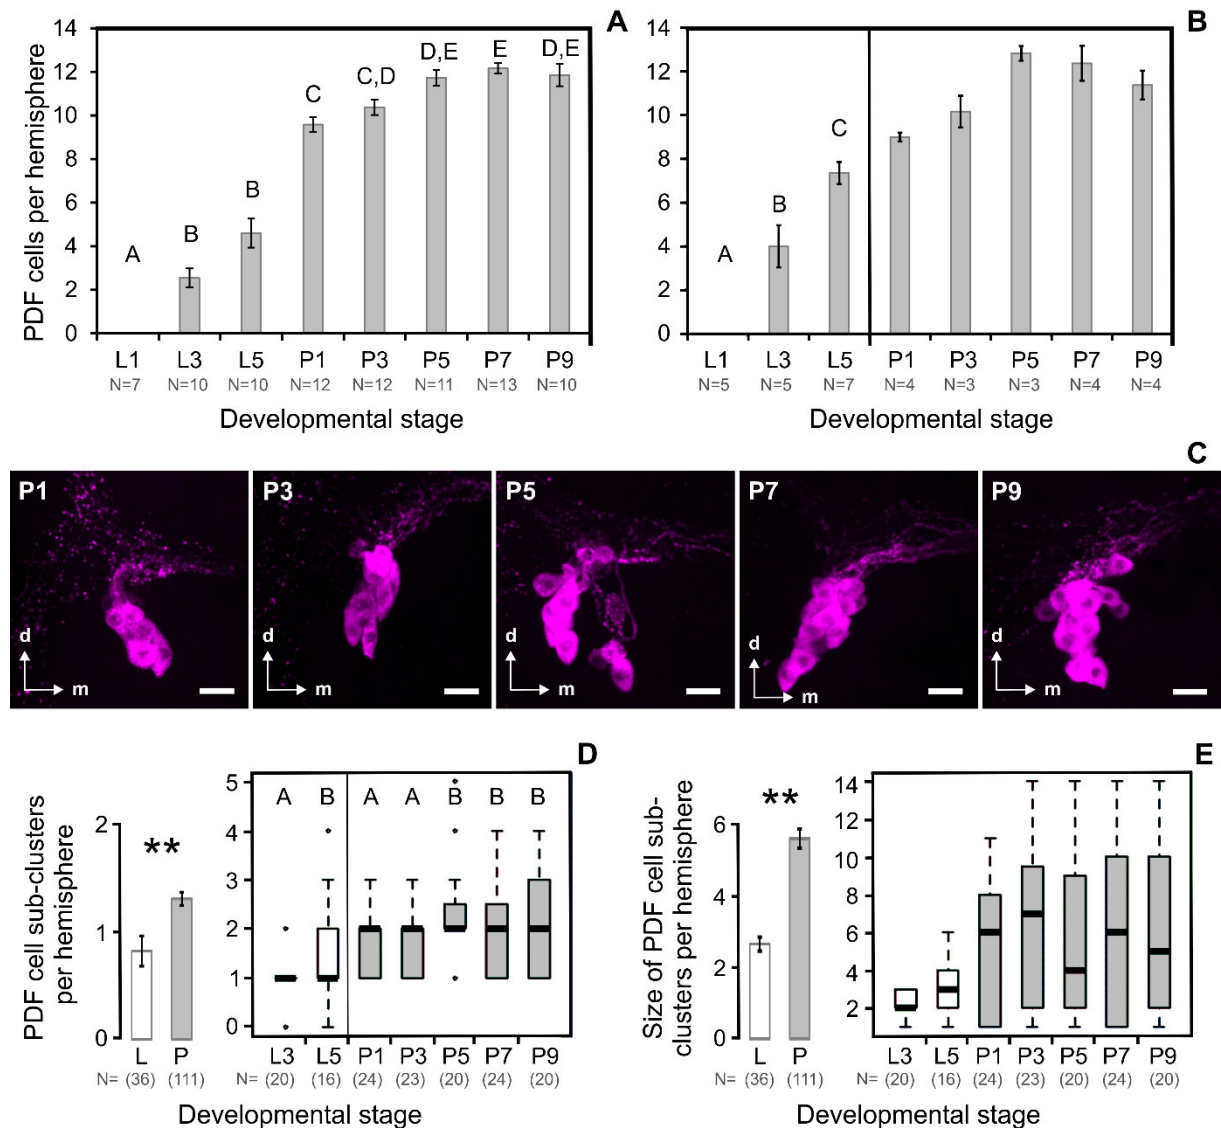 A
PDF cells per hemisphere
14
12
10
8
6
4
2
0
A
B
B
C
C,D
D,E
E
D,E
L1 L3 L5 P1 P3 P5 P7 P9
N=7 N=10 N=10 N=12 N=12 N=11 N=13 N=10
Developmental stage
B
14
12
10
8
6
4
2
0
A
B
C
L1 L3 L5 P1 P3 P5 P7 P9
N=5 N=5 N=7 N=4 N=3 N=3 N=4 N=4
Developmental stage
C
P1 P3 P5 P7 P9
d d d d d
m m m m m
D
PDF cell sub-clusters
per hemisphere
2
1
0
**
L P
N= (36) (111)
5
4
3
2
1
0
A B A A B B B
L3 L5 P1 P3 P5 P7 P9
N= (20) (16) (24) (23) (20) (24) (20)
Developmental stage
E
Size of PDF cell sub-
clusters per hemisphere
6
4
2
0
**
L P
N= (36) (111)
14
12
10
8
6
4
2
L3 L5 P1 P3 P5 P7 P9
(20) (16) (24) (23) (20) (24) (20)
Developmental stage